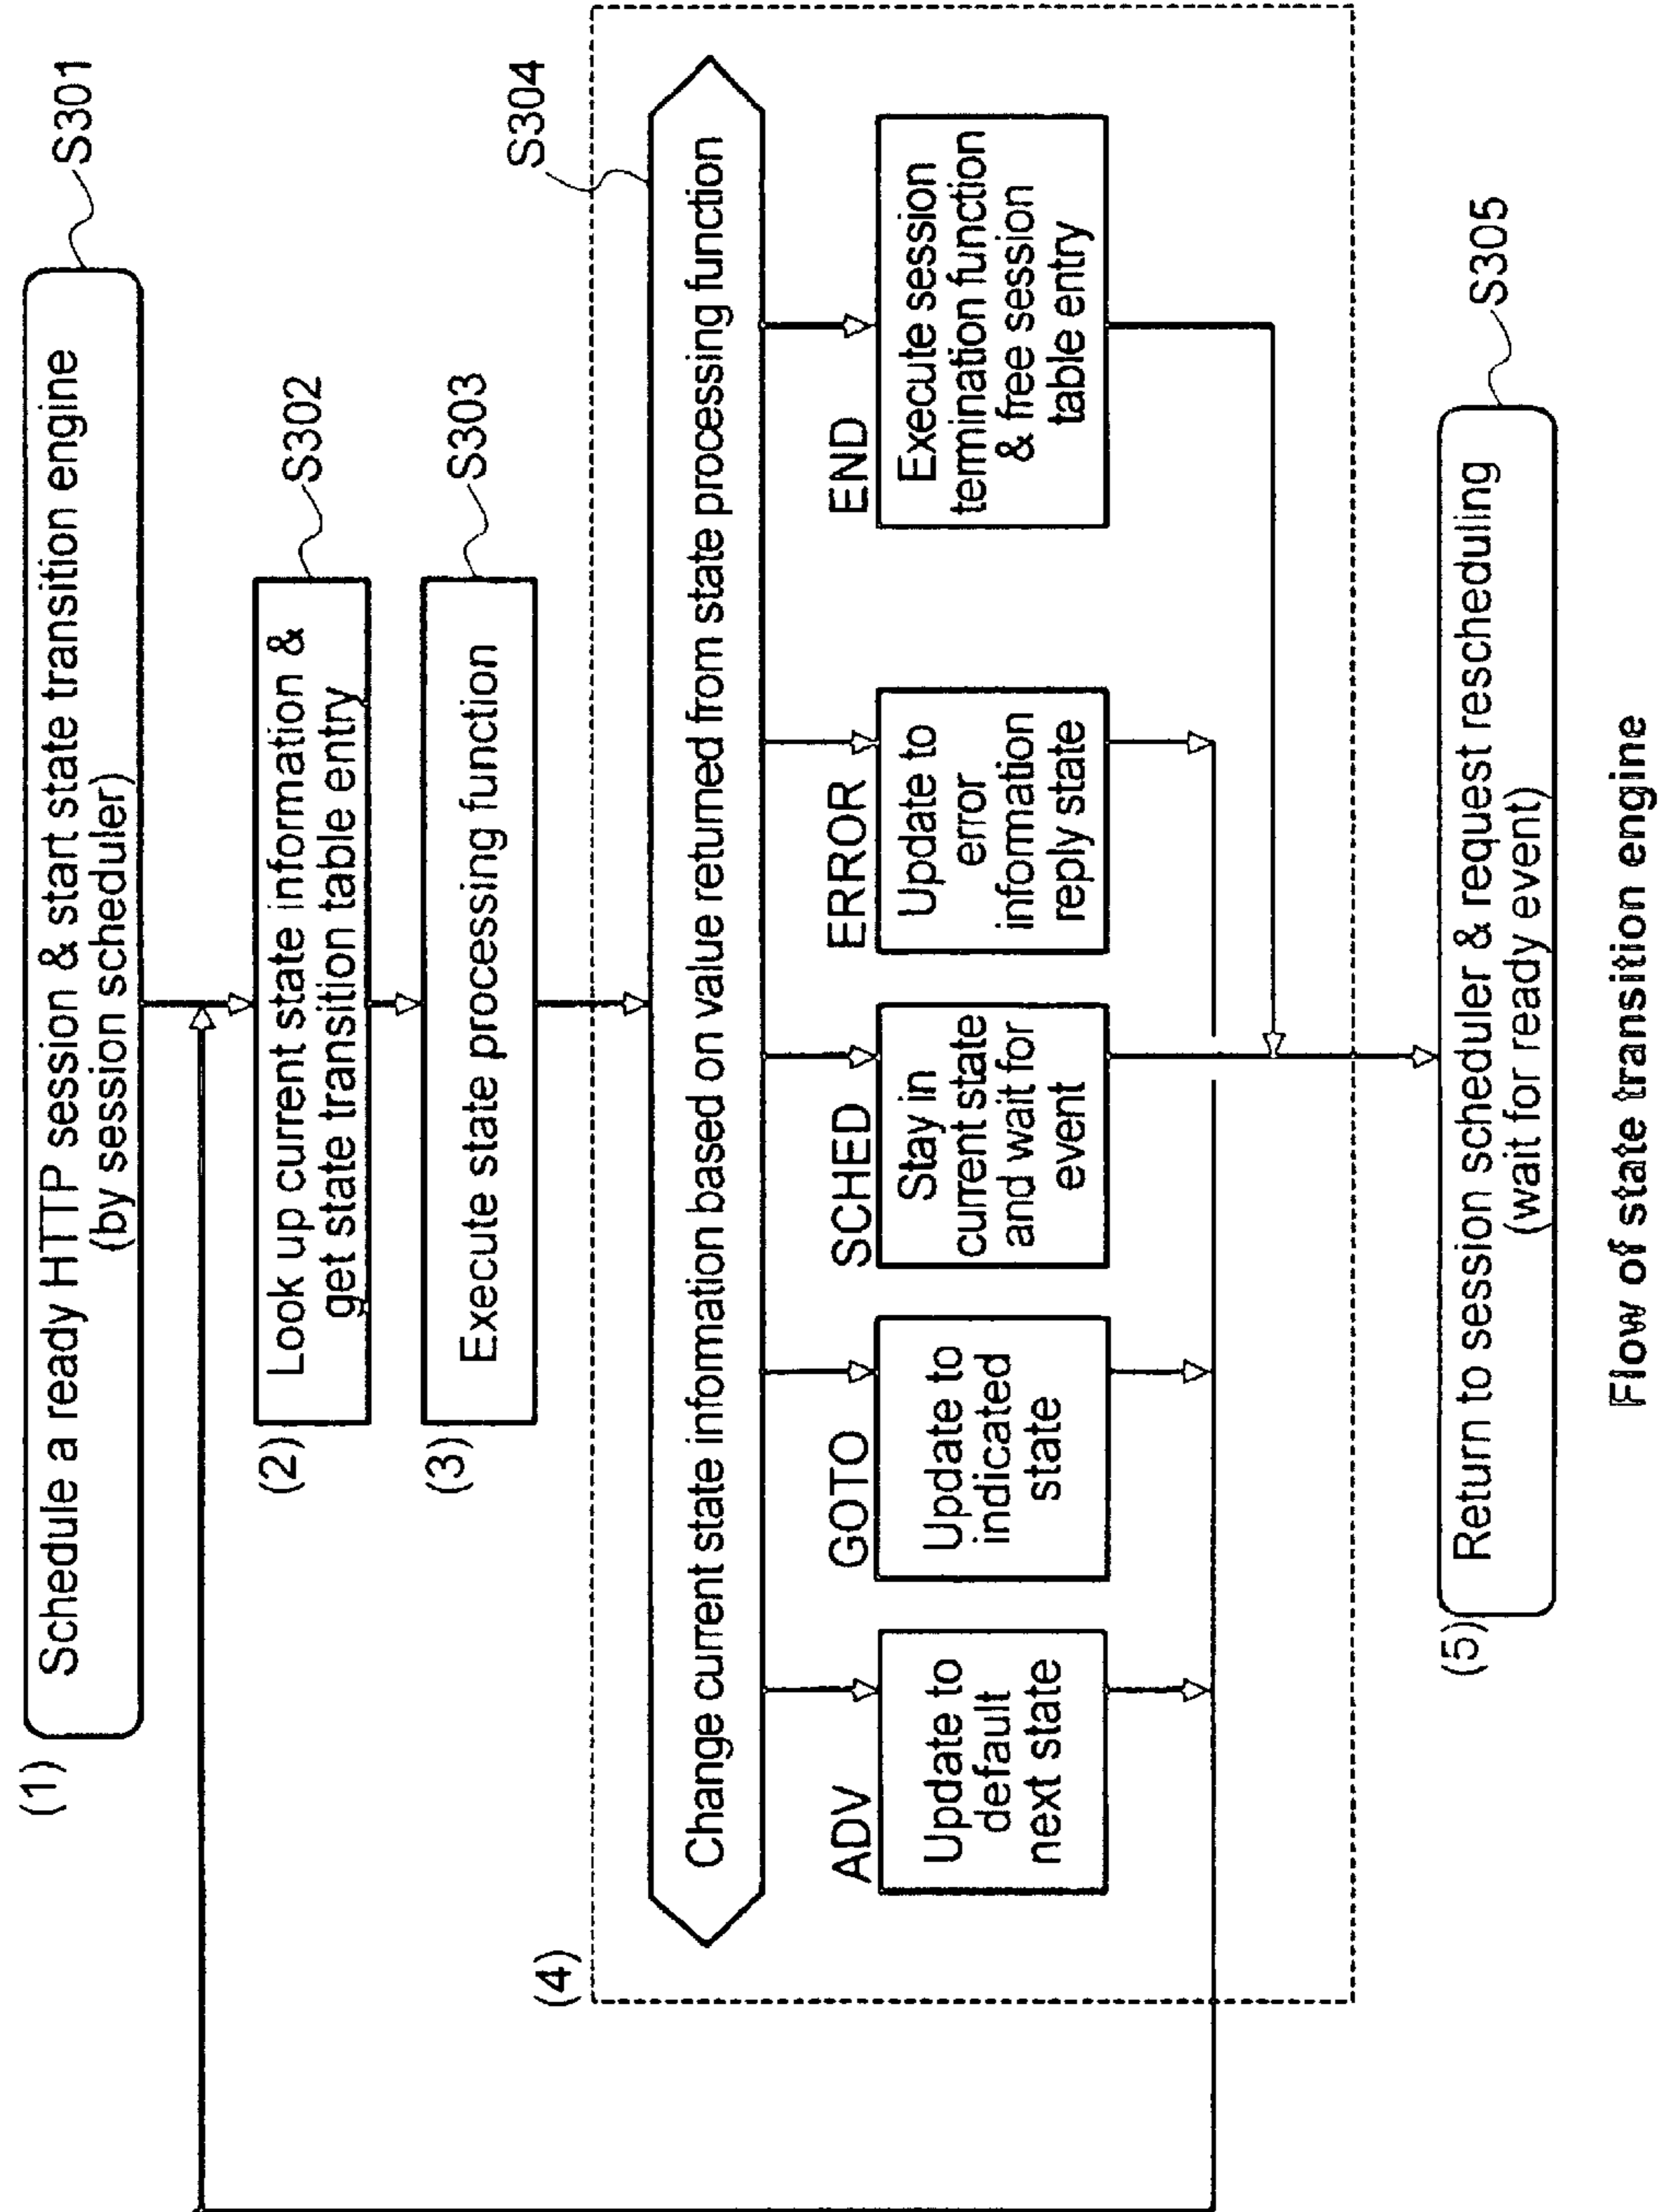 (1)
Schedule a ready HTTP session & start state transition engine
(by session scheduler)
S301
(2)
Look up current state information &
get state transition table entry
S302
(3)
Execute state processing function
S303
(4)
S304
Change current state information based on value returned from state processing function
ADV
Update to
default
next state
GOTO
Update to
indicated
state
SCHED
Stay in
current state
and wait for
event
ERROR
Update to
error
information
reply state
END
Execute session
termination function
& free session
table entry
(5)
Return to session scheduler & request rescheduling
(wait for ready event)
S305
Flow of state transition engine